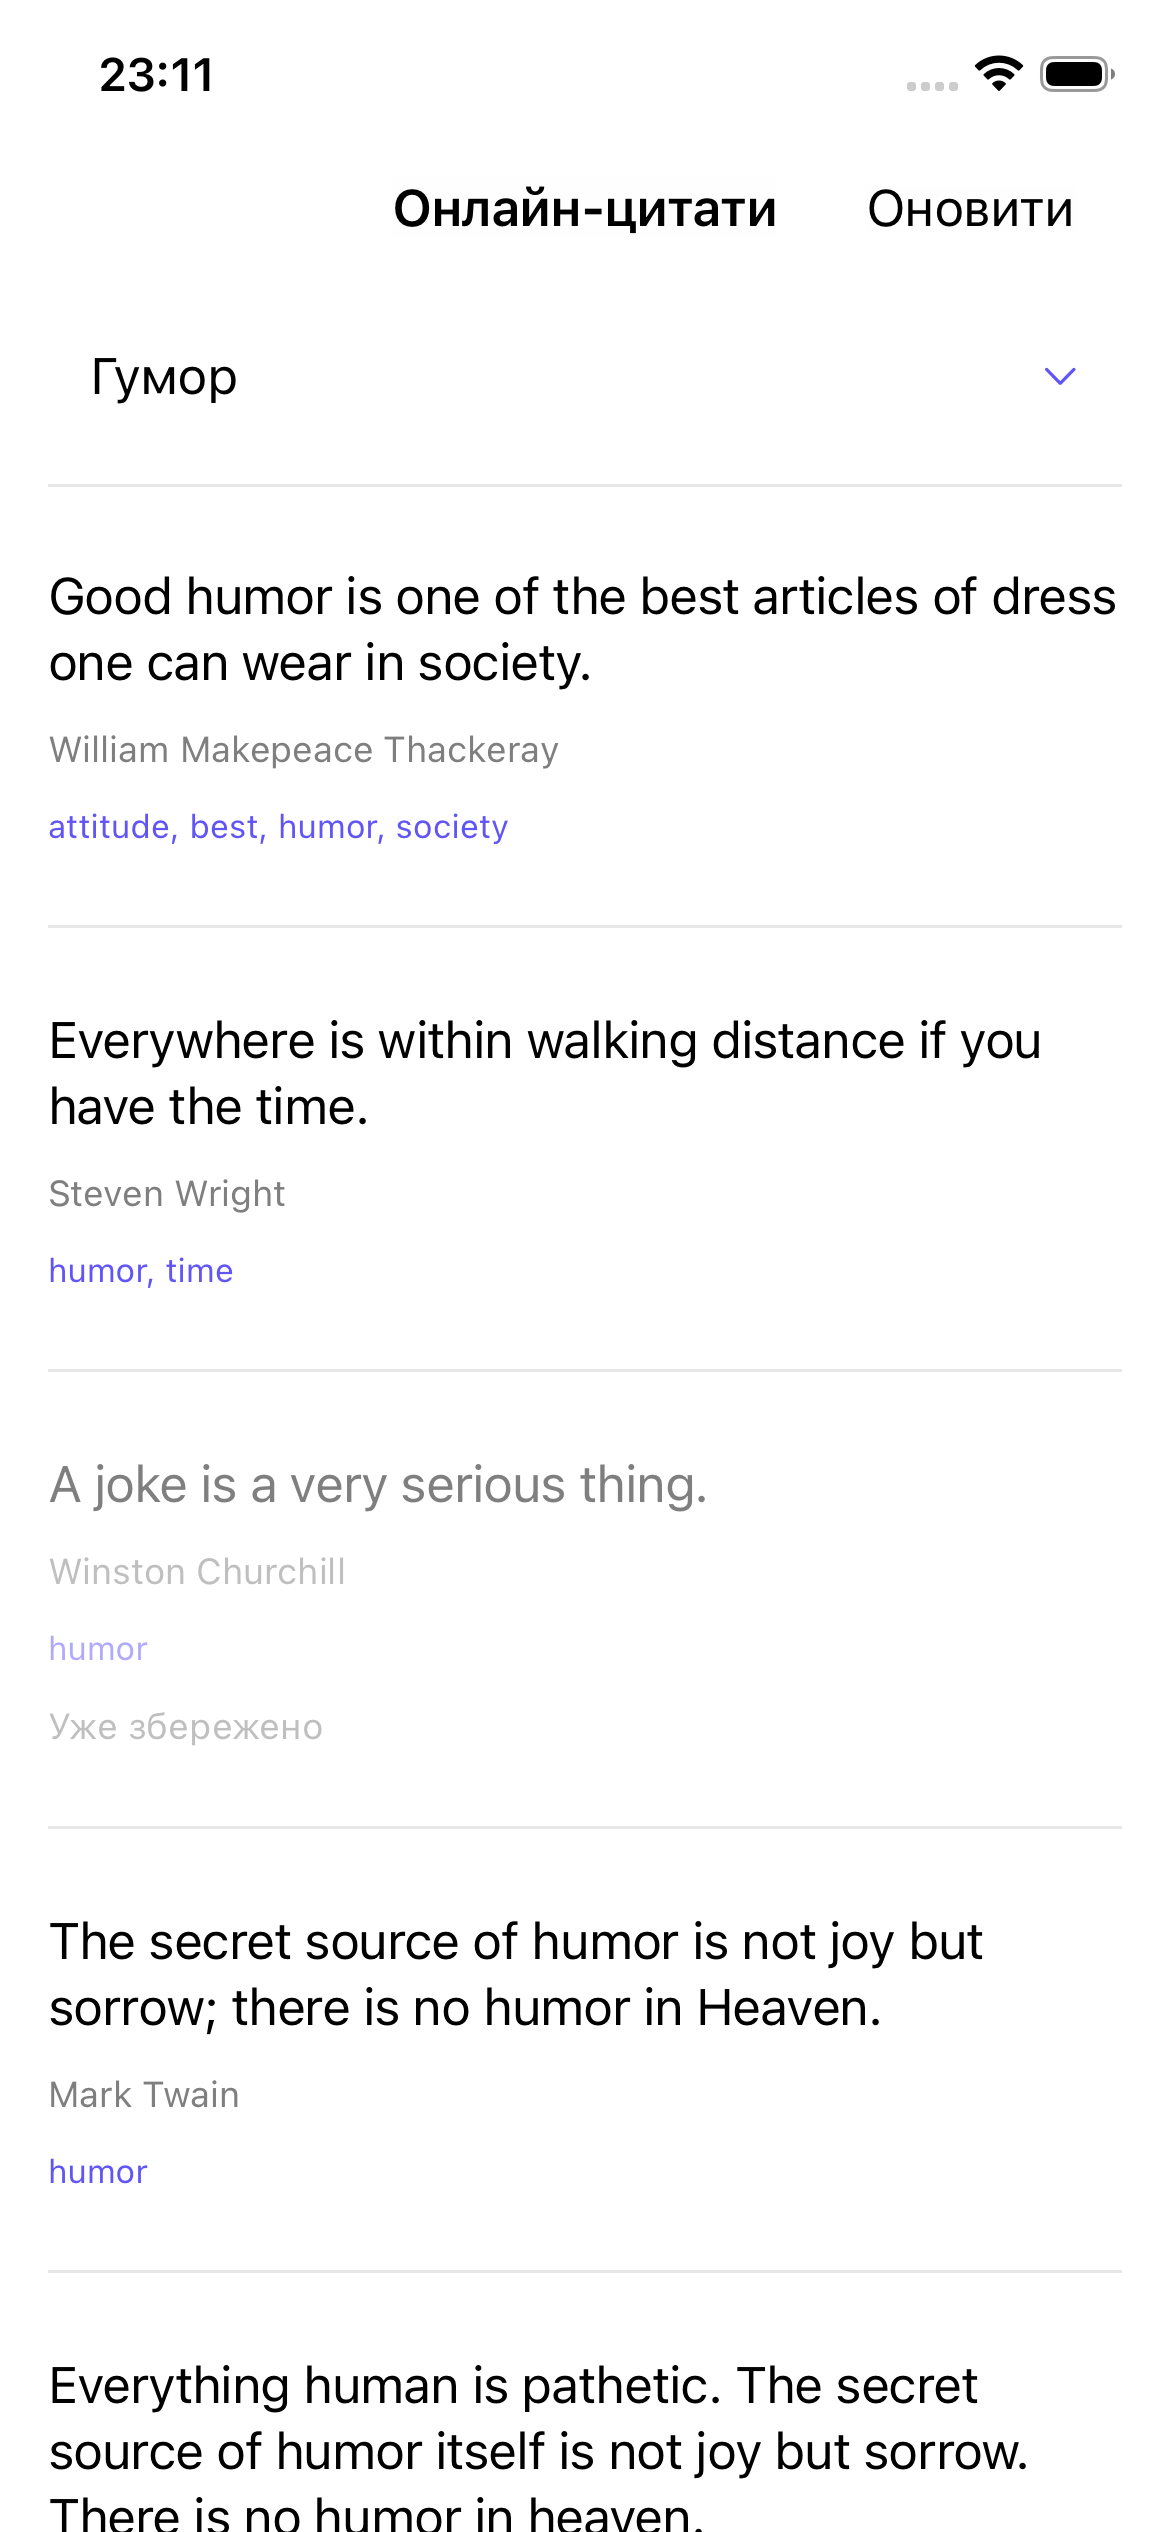 23:11
Онлайн-цитати
Оновити
Гумор
Good humor is one of the best articles of dress
one can wear in society.
William Makepeace Thackeray
attitude, best, humor, society
Everywhere is within walking distance if you
have the time.
Steven Wright
humor, time
A joke is a very serious thing.
Winston Churchill
humor
Уже збережено
The secret source of humor is not joy but
sorrow; there is no humor in Heaven.
Mark Twain
humor
Everything human is pathetic. The secret
source of humor itself is not joy but sorrow.
There is no humor in heaven.